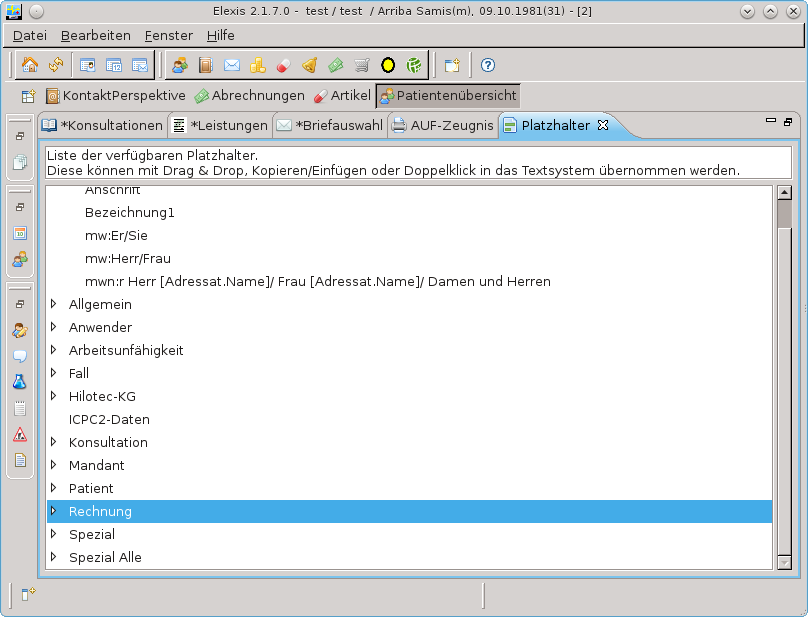 Elexis 2.1.7.0 - test / test / Arriba Samis(m), 09.10.1981(31) - [2]
Datei Bearbeiten Fenster Hilfe
KontaktPerspektive Abrechnungen Artikel Patientenübersicht
*Konsultationen *Leistungen *Briefauswahl AUF-Zeugnis Platzhalter
Liste der verfügbaren Platzhalter.
Diese können mit Drag & Drop, Kopieren/Einfügen oder Doppelklick in das Textsystem übernommen werden.
Anschrift
Bezeichnung1
mw:Er/Sie
mw:Herr/Frau
mwn:r Herr [Adressat.Name]/ Frau [Adressat.Name]/ Damen und Herren
Allgemein
Anwender
Arbeitsunfähigkeit
Fall
Hilotec-KG
ICPC2-Daten
Konsultation
Mandant
Patient
Rechnung
Spezial
Spezial Alle